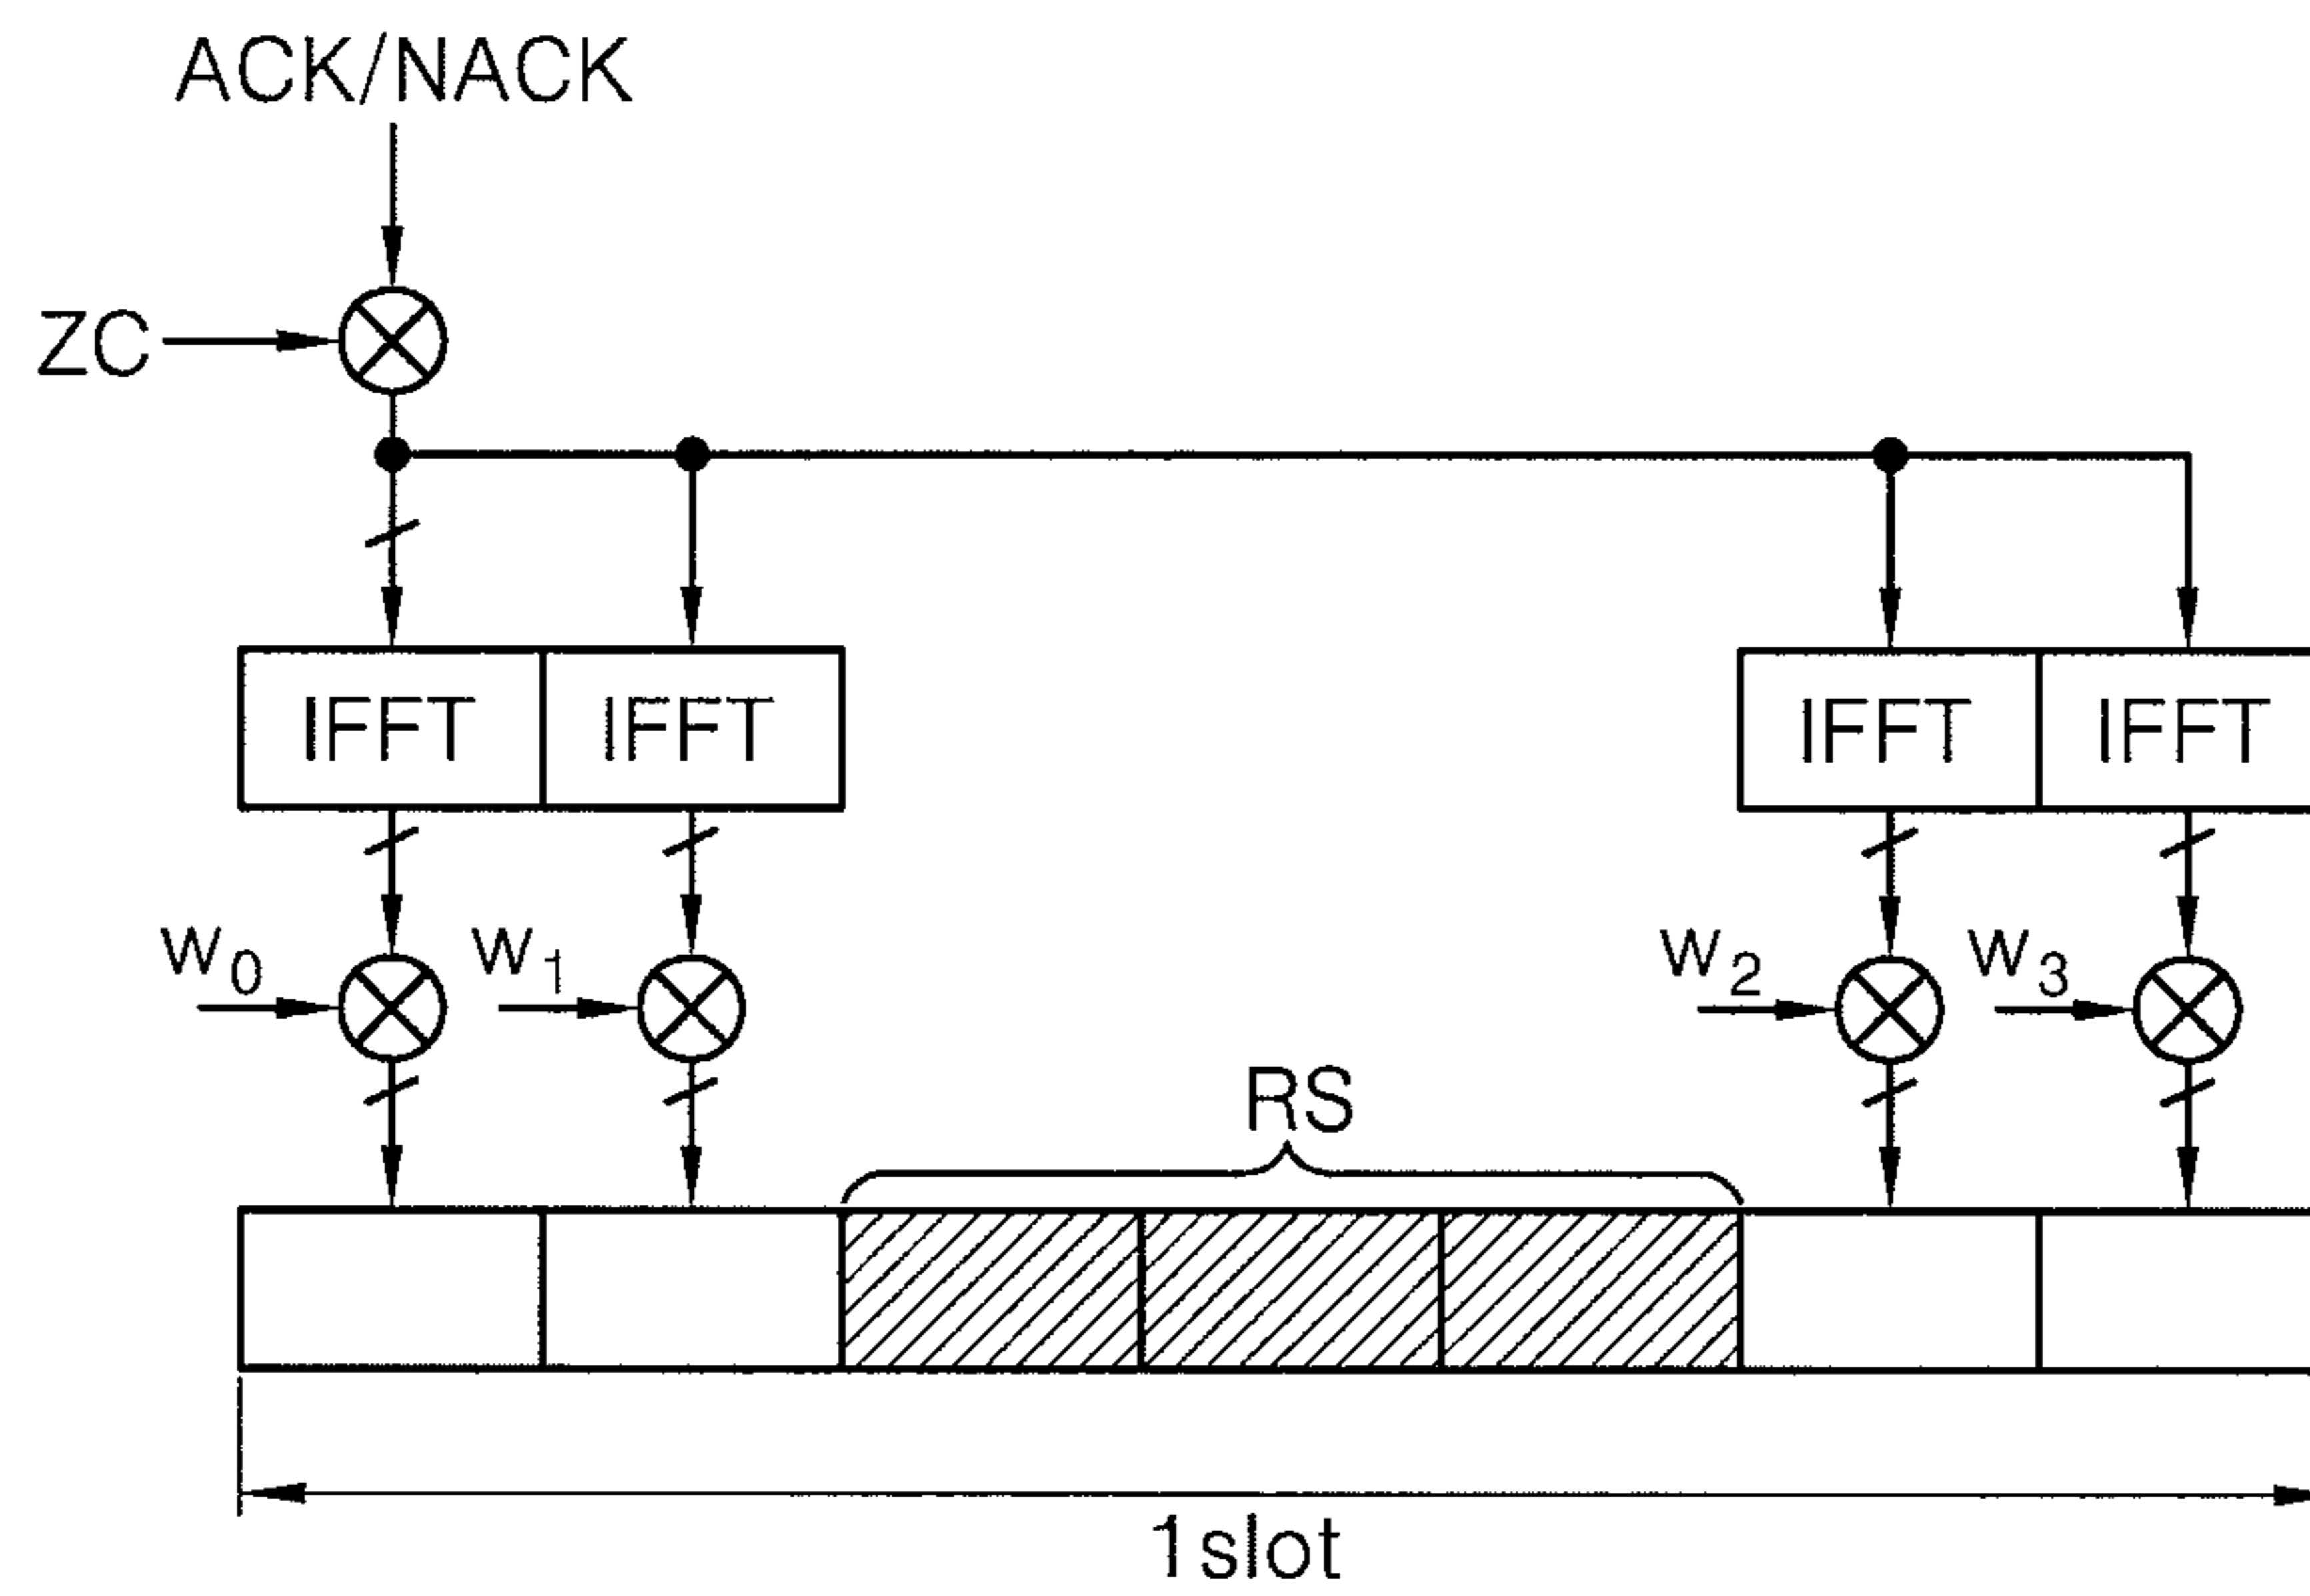 ACK/NACK
ZC
IFFT IFFT IFFT IFFT
w0 w1 w2 w3
RS
1slot